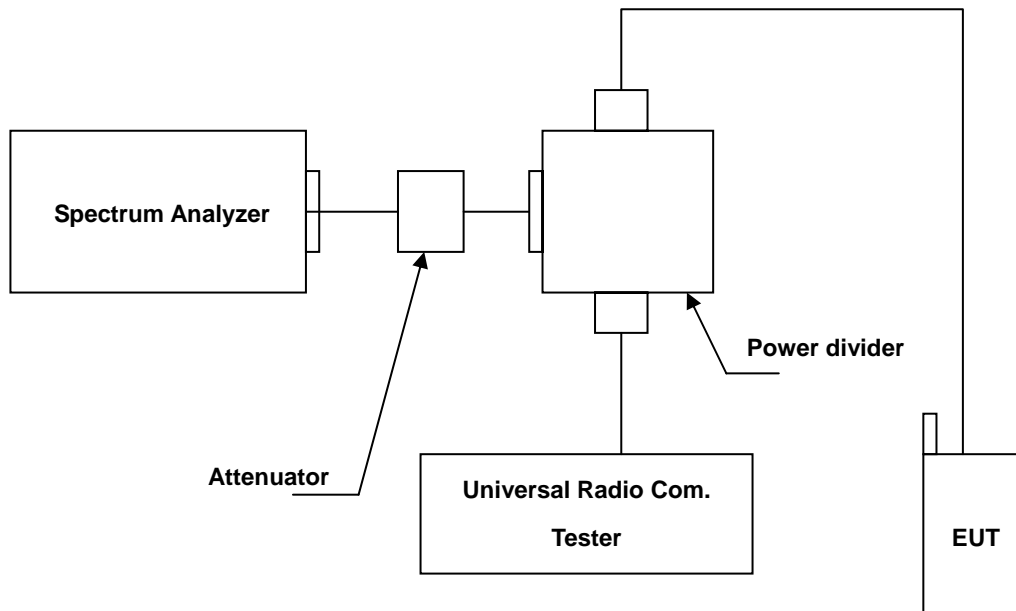 Spectrum Analyzer
Power divider
Attenuator
Universal Radio Com.
Tester
EUT